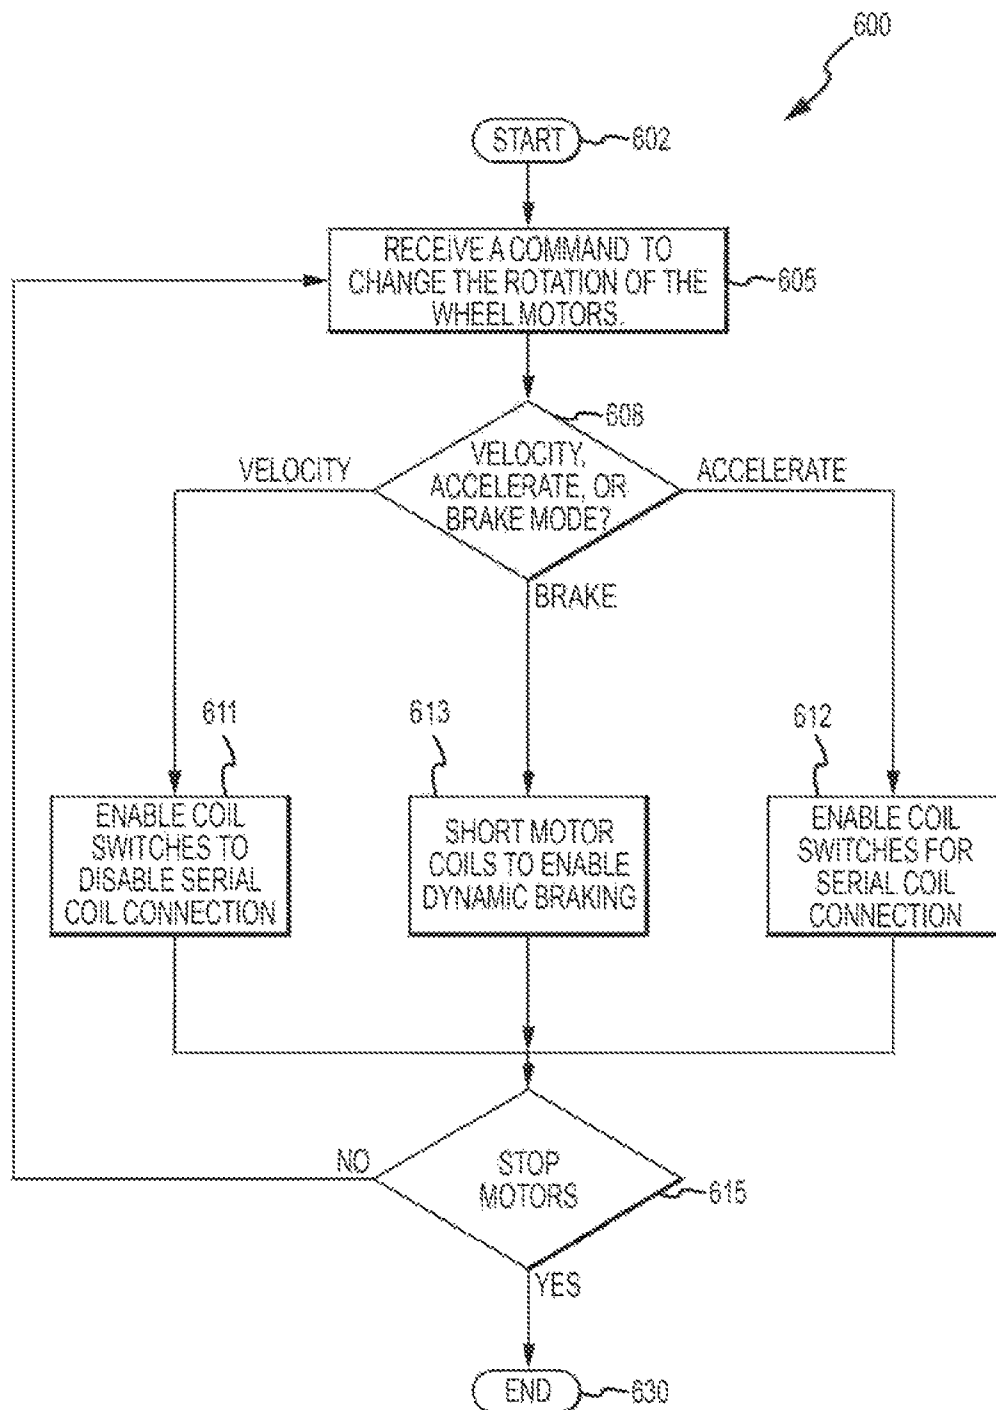 600
START
602
RECEIVE A COMMAND TO
CHANGE THE ROTATION OF THE
WHEEL MOTORS.
605
608
VELOCITY
VELOCITY,
ACCELERATE, OR
BRAKE MODE?
ACCELERATE
BRAKE
611
613
612
ENABLE COIL
SWITCHES TO
DISABLE SERIAL
COIL CONNECTION
SHORT MOTOR
COILS TO ENABLE
DYNAMIC BRAKING
ENABLE COIL
SWITCHES FOR
SERIAL COIL
CONNECTION
NO
STOP
MOTORS
615
YES
END
630